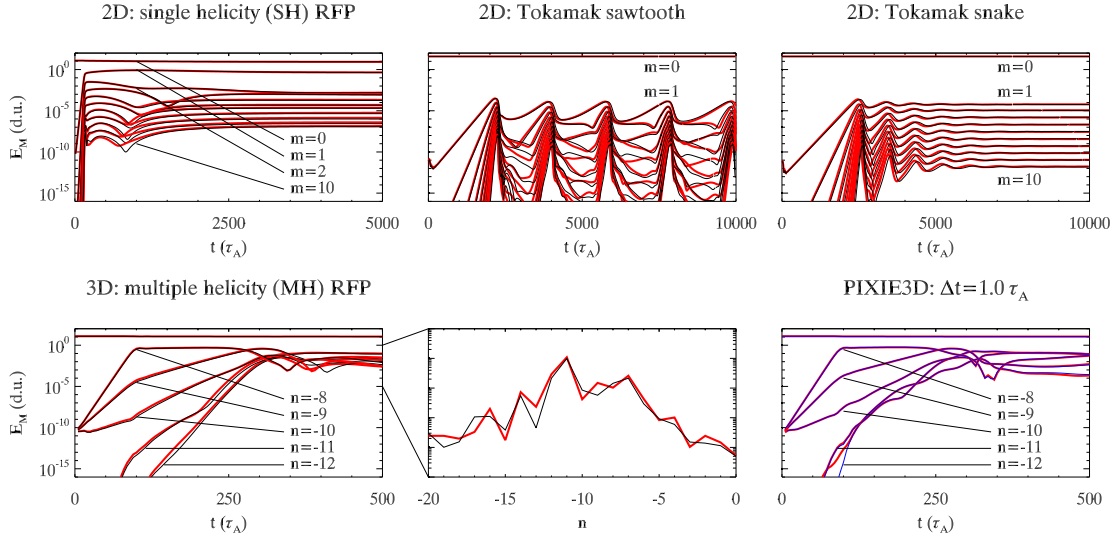 2D: single helicity (SH) RFP
2D: Tokamak sawtooth
2D: Tokamak snake
E_M (d.u.)
10^0
10^-5
10^-10
10^-15
m=0
m=1
m=2
m=10
0
2500
5000
t (τ_A)
m=0
m=1
0
5000
10000
t (τ_A)
m=0
m=1
m=10
0
5000
10000
t (τ_A)
3D: multiple helicity (MH) RFP
PIXIE3D: Δt=1.0 τ_A
E_M (d.u.)
10^0
10^-5
10^-10
10^-15
n=-8
n=-9
n=-10
n=-11
n=-12
0
250
500
t (τ_A)
-20
-15
-10
-5
0
n
n=-8
n=-9
n=-10
n=-11
n=-12
0
250
500
t (τ_A)